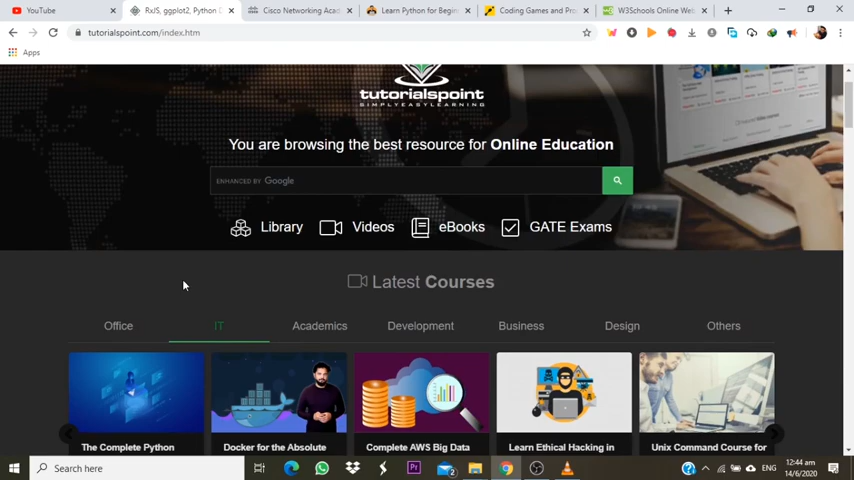 YouTube
RxJS, ggplot2, Python D
Cisco Networking Acad
Learn Python for Begin
Coding Games and Pro
W3Schools Online Web
tutorialspoint.com/index.htm
Apps
tutorialspoint
SIMPLYEASYLEARNING
You are browsing the best resource for Online Education
ENHANCED BY Google
Library
Videos
eBooks
GATE Exams
Latest Courses
Office
IT
Academics
Development
Business
Design
Others
The Complete Python
Docker for the Absolute
Complete AWS Big Data
Learn Ethical Hacking in
Unix Command Course for
Search here
Pr
2
ENG
12:44 am
14/6/2020